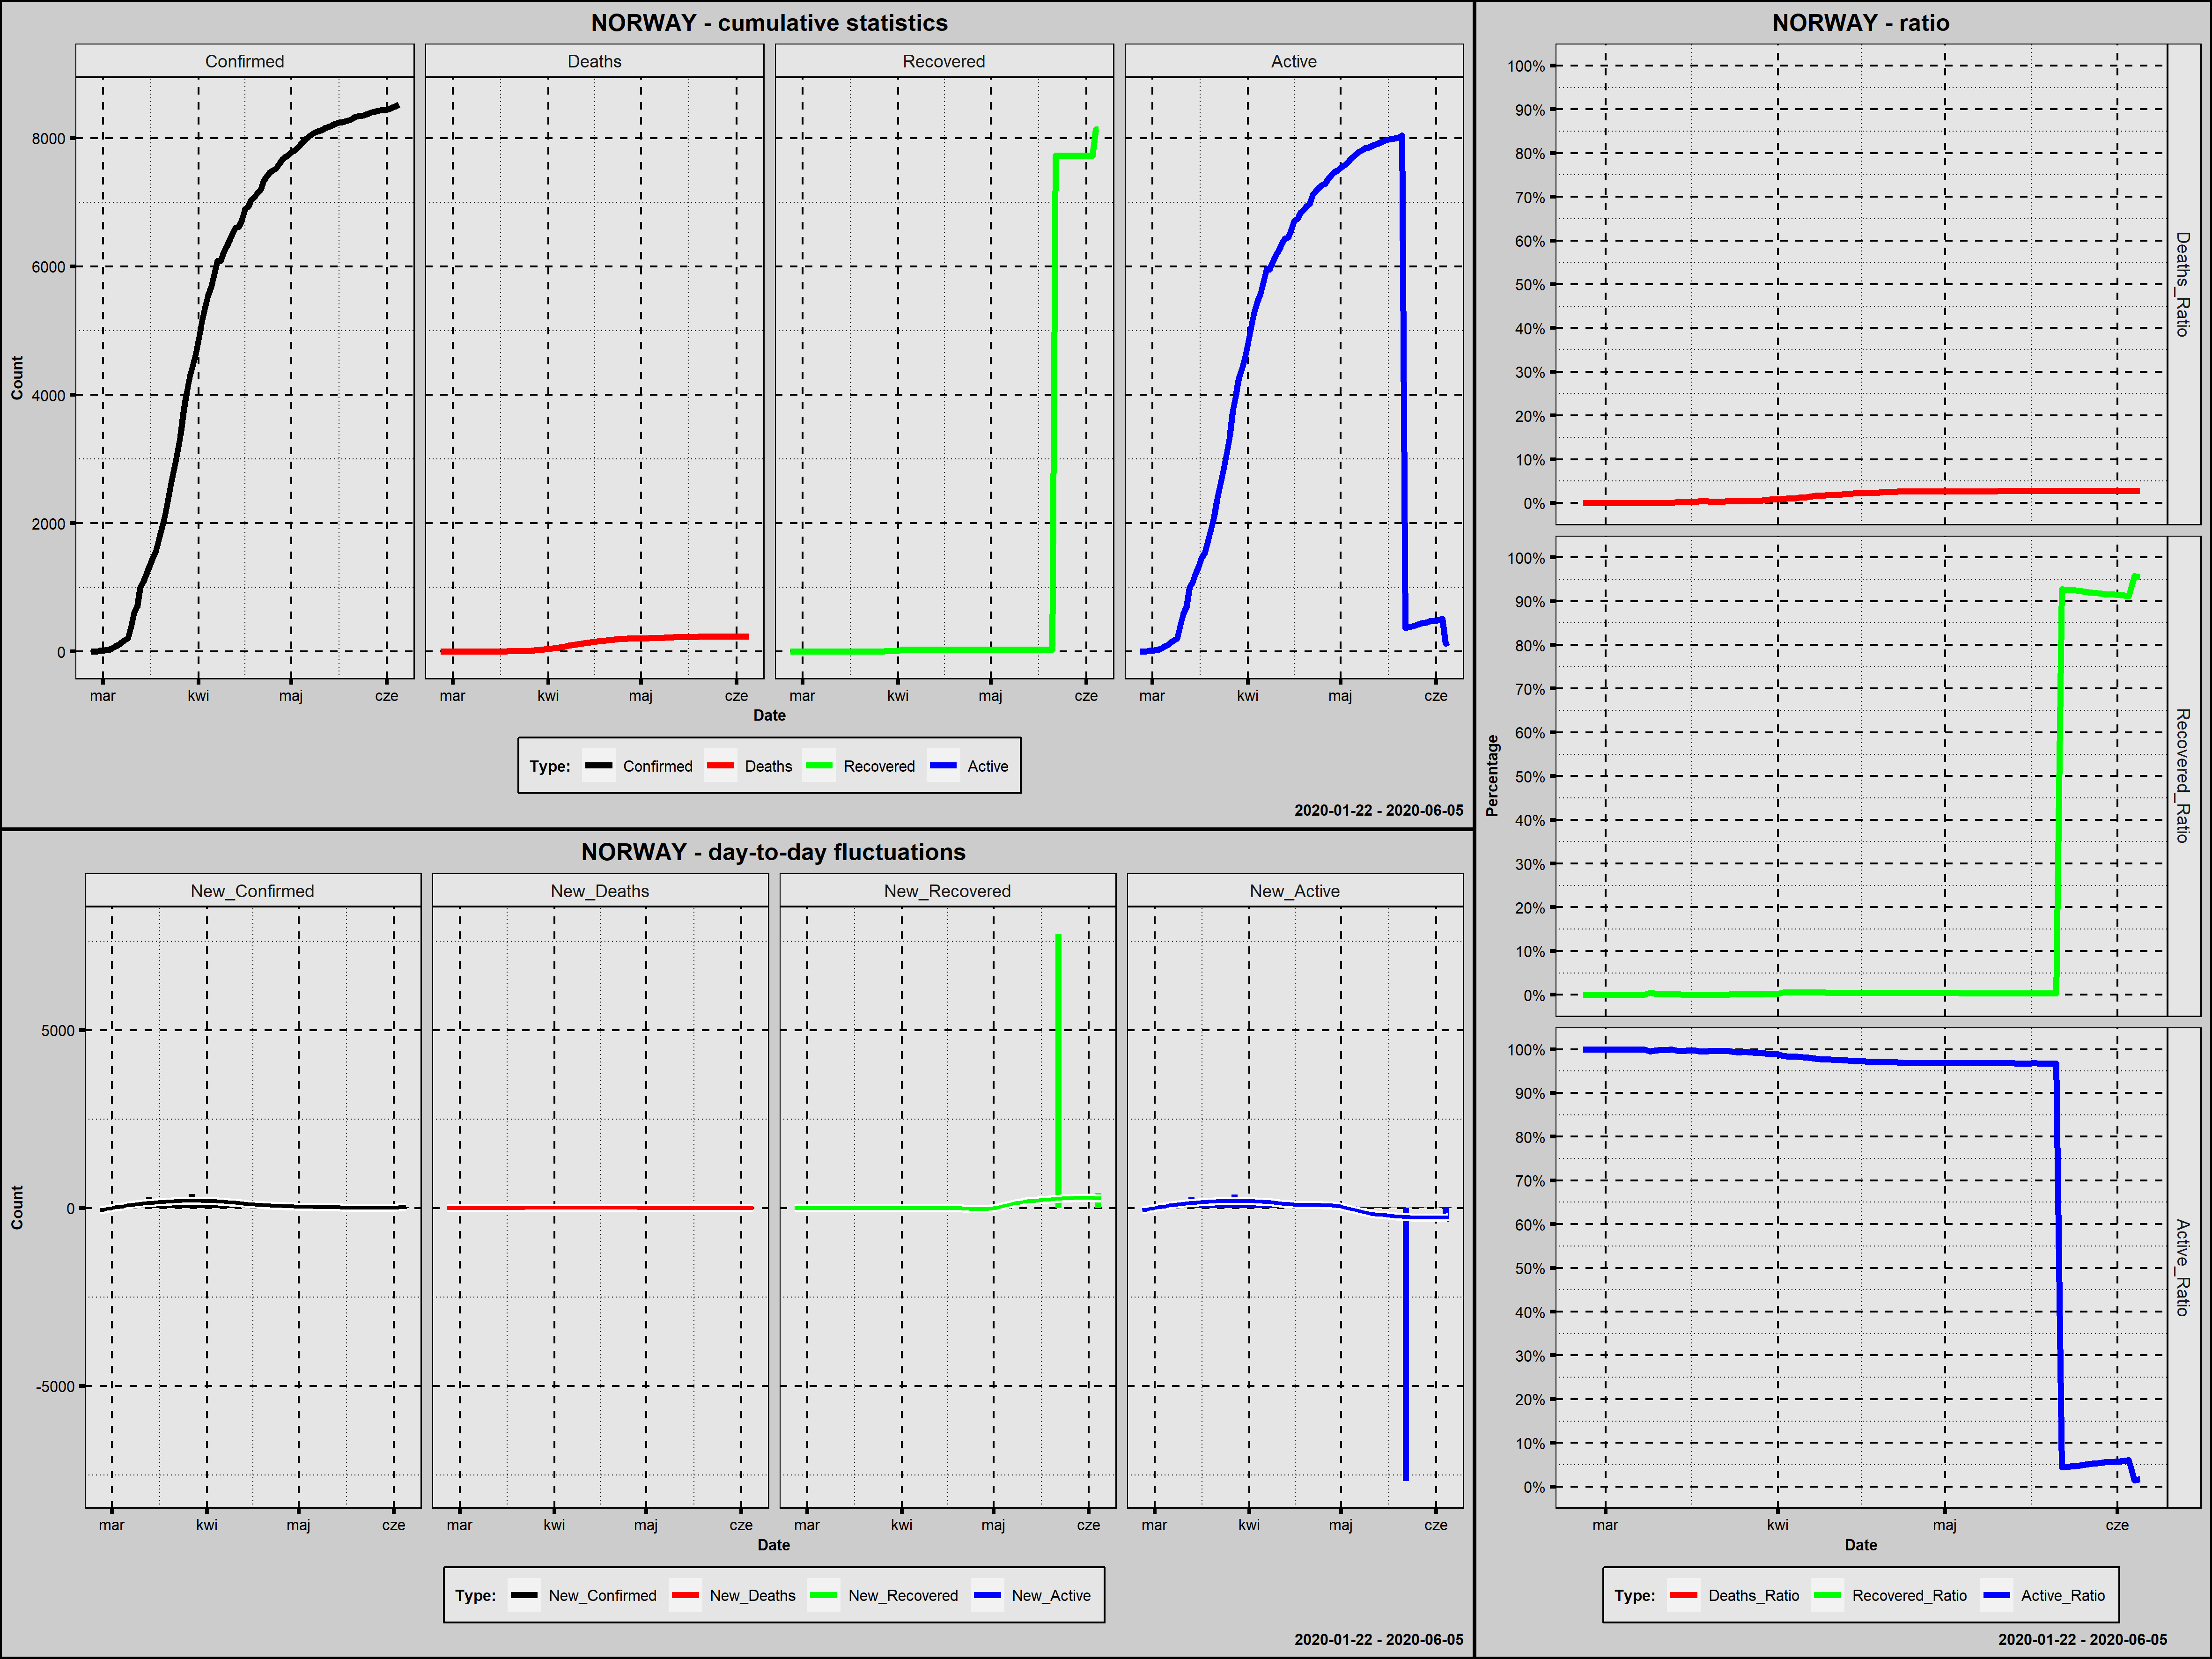 NORWAY - cumulative statistics
Confirmed Deaths Recovered Active
Count
8000
6000
4000
2000
0
mar kwi maj cze mar kwi maj cze mar kwi maj cze mar kwi maj cze
Date
Type: Confirmed Deaths Recovered Active
2020-01-22 - 2020-06-05
NORWAY - day-to-day fluctuations
New_Confirmed New_Deaths New_Recovered New_Active
Count
5000
0
-5000
mar kwi maj cze mar kwi maj cze mar kwi maj cze mar kwi maj cze
Date
Type: New_Confirmed New_Deaths New_Recovered New_Active
2020-01-22 - 2020-06-05
NORWAY - ratio
Percentage
100%
90%
80%
70%
60%
50%
40%
30%
20%
10%
0%
Deaths_Ratio
100%
90%
80%
70%
60%
50%
40%
30%
20%
10%
0%
Recovered_Ratio
100%
90%
80%
70%
60%
50%
40%
30%
20%
10%
0%
Active_Ratio
mar kwi maj cze
Date
Type: Deaths_Ratio Recovered_Ratio Active_Ratio
2020-01-22 - 2020-06-05